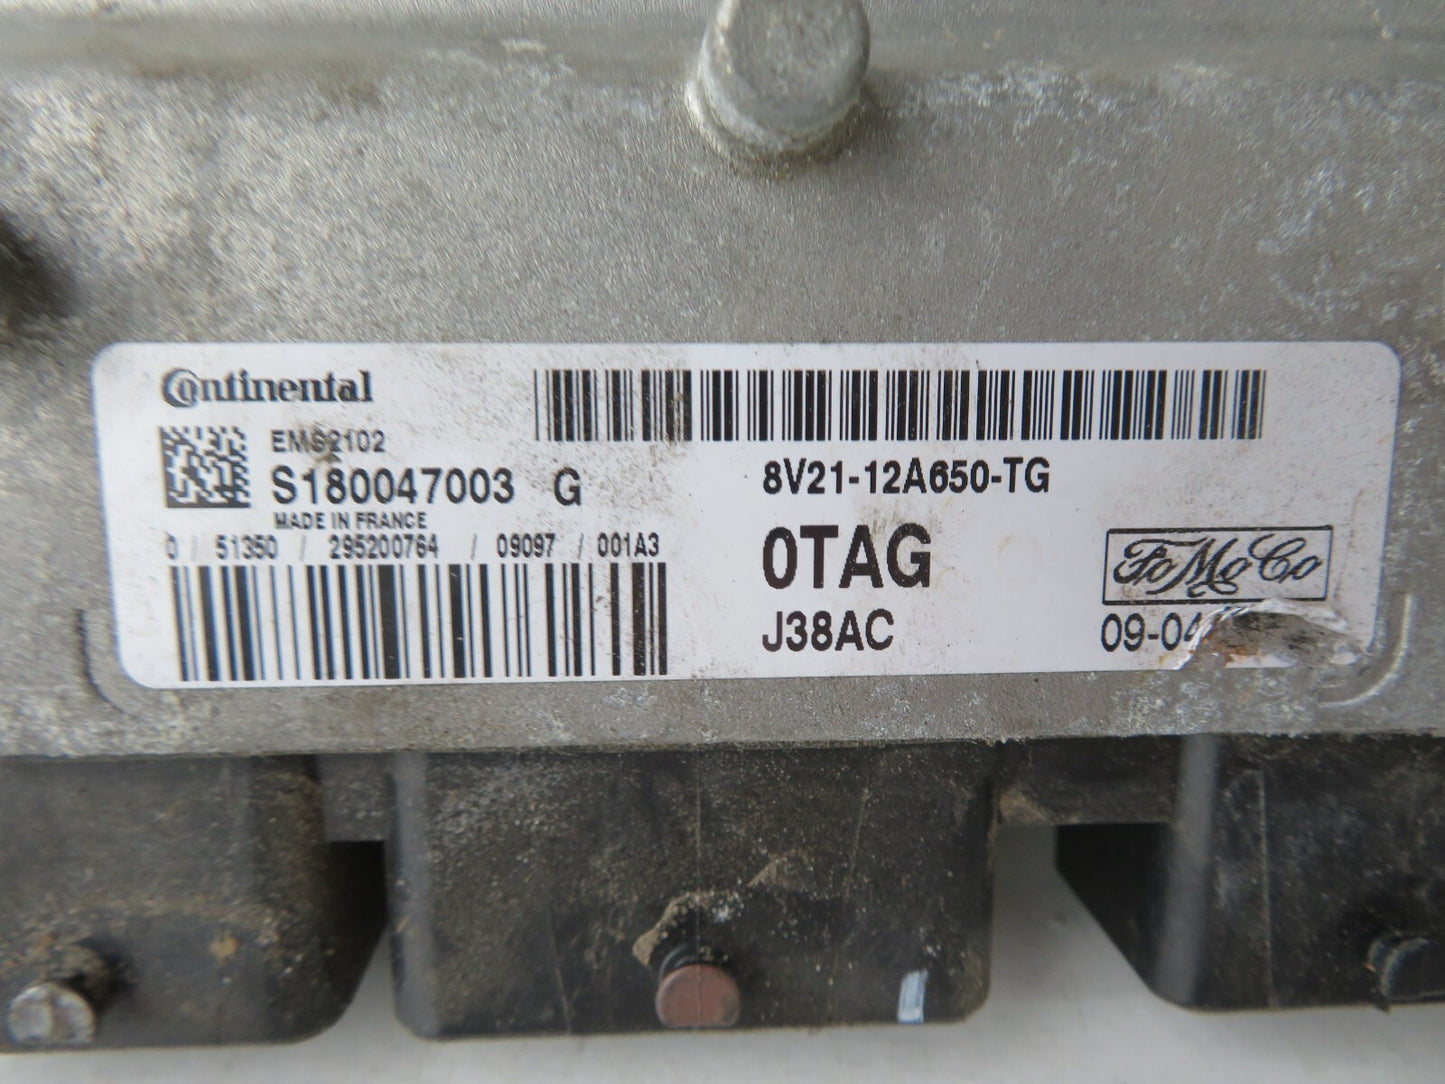 Continental
EMS2102
S180047003 G
MADE IN FRANCE
0 / 51350 / 295200764 / 09097 / 001A3
8V21-12A650-TG
0TAG
J38AC
FoMoCo
09-04